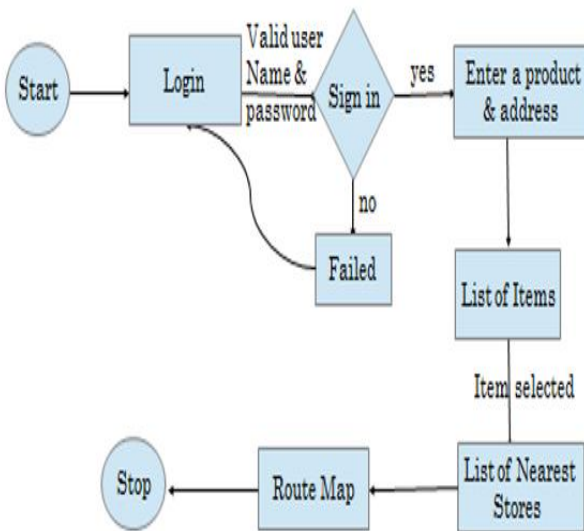 Start
Login
Valid user
Name &
password
Sign in
yes
Enter a product
& address
no
Failed
List of Items
Item selected
List of Nearest
Stores
Route Map
Stop